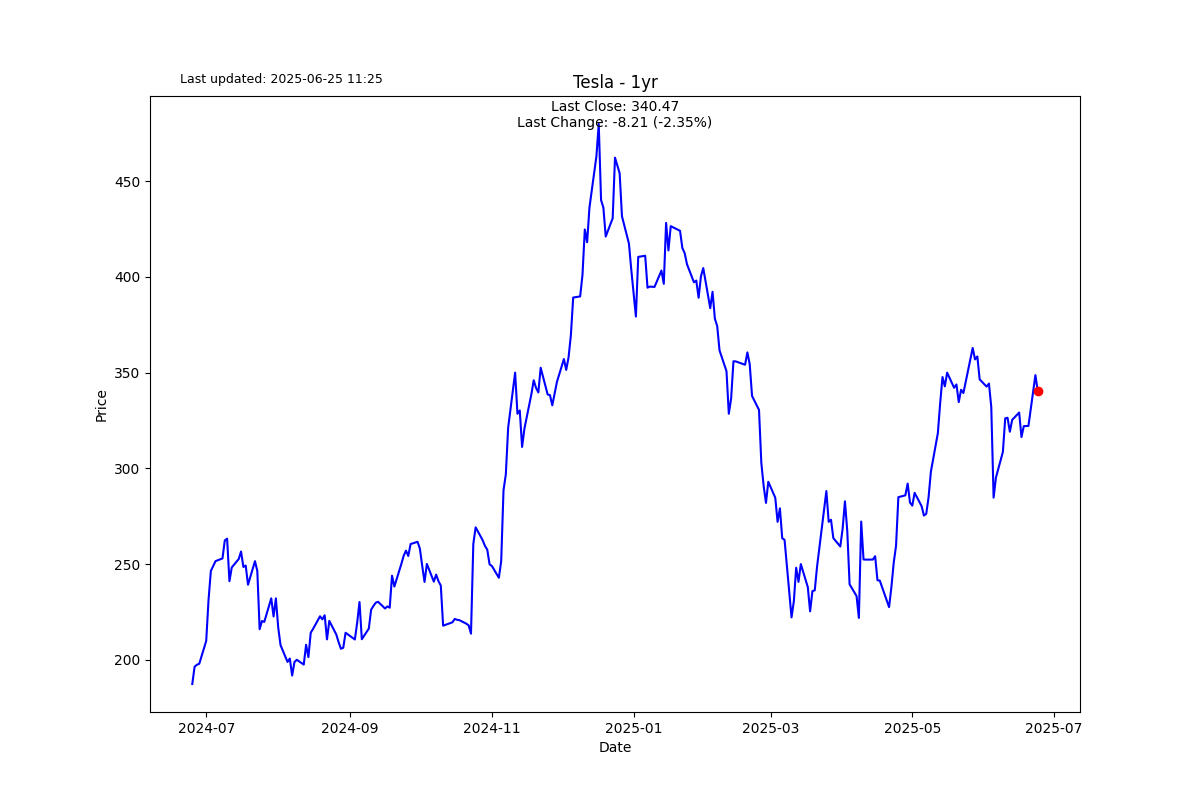 Last updated: 2025-06-25 11:25
Tesla - 1yr
Last Close: 340.47
Last Change: -8.21 (-2.35%)
450
400
350
300
250
200
Price
2024-07
2024-09
2024-11
2025-01
2025-03
2025-05
2025-07
Date